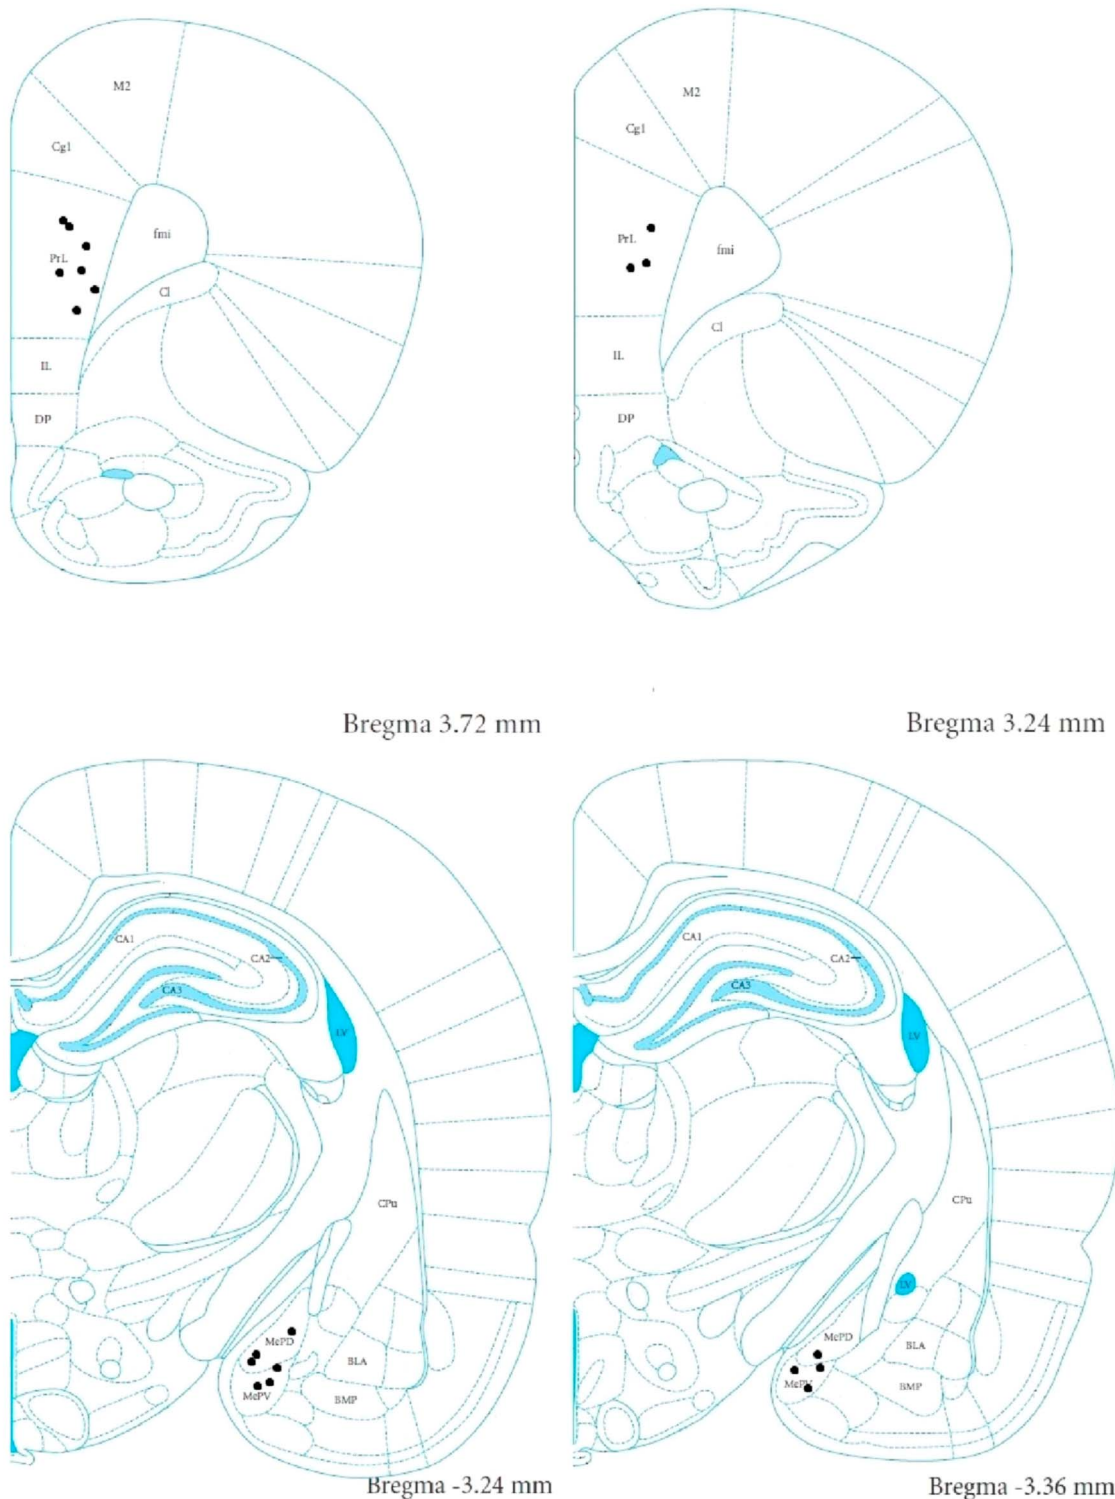 M2
Cg1
fmi
PrL
Cl
IL
DP
Bregma 3.72 mm
M2
Cg1
PrL
fmi
Cl
IL
DP
Bregma 3.24 mm
CA1
CA2
CA3
LV
CPu
MePD
BLA
MePV
BMP
Bregma -3.24 mm
CA1
CA2
CA3
LV
CPu
LV
MePD
BLA
MePV
BMP
Bregma -3.36 mm